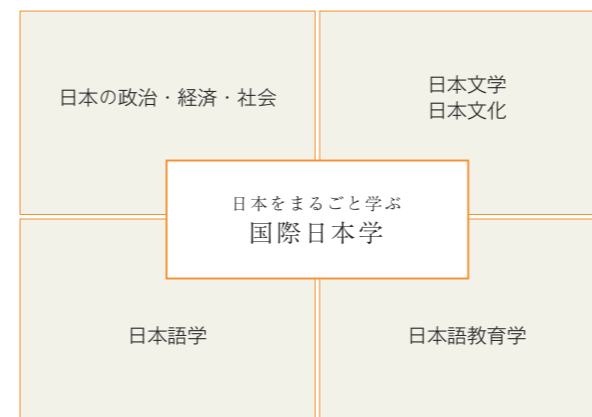 日本の政治・経済・社会
日本文学
日本文化
日本をまるごと学ぶ
国際日本学
日本語学
日本語教育学